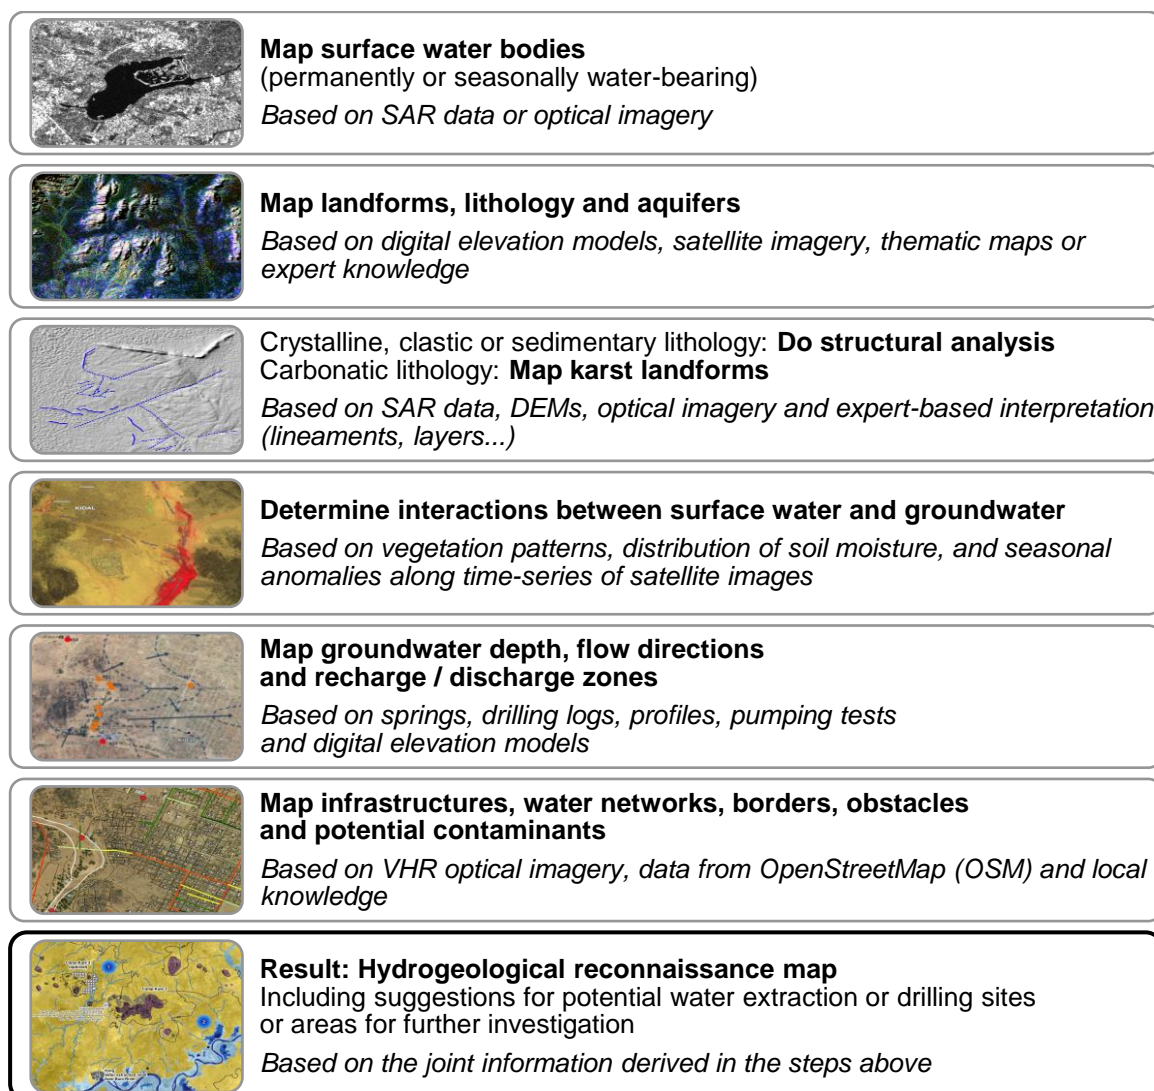 Map surface water bodies
(permanently or seasonally water-bearing)
Based on SAR data or optical imagery
Map landforms, lithology and aquifers
Based on digital elevation models, satellite imagery, thematic maps or
expert knowledge
Crystalline, clastic or sedimentary lithology: Do structural analysis
Carbonatic lithology: Map karst landforms
Based on SAR data, DEMs, optical imagery and expert-based interpretation
(lineaments, layers...)
KIDAL
Determine interactions between surface water and groundwater
Based on vegetation patterns, distribution of soil moisture, and seasonal
anomalies along time-series of satellite images
Map groundwater depth, flow directions
and recharge / discharge zones
Based on springs, drilling logs, profiles, pumping tests
and digital elevation models
Map infrastructures, water networks, borders, obstacles
and potential contaminants
Based on VHR optical imagery, data from OpenStreetMap (OSM) and local
knowledge
Result: Hydrogeological reconnaissance map
Including suggestions for potential water extraction or drilling sites
or areas for further investigation
Based on the joint information derived in the steps above